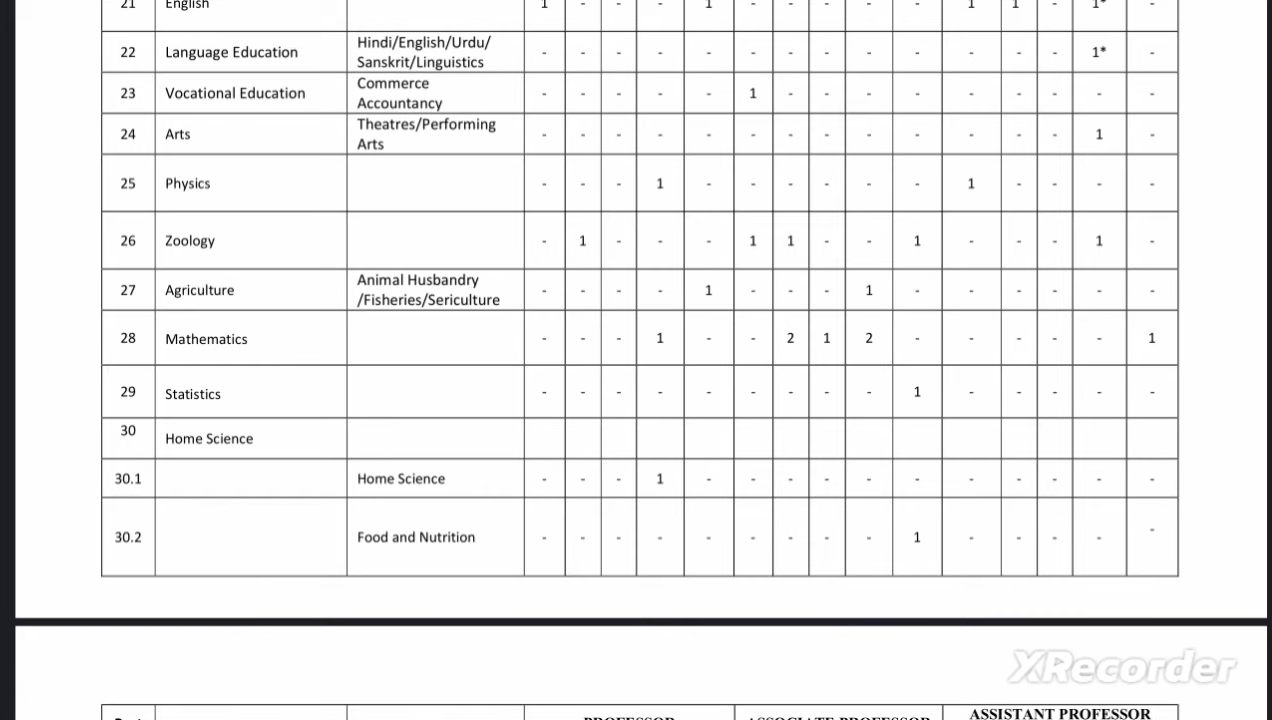 21 English 1 - - - 1 - - - - - 1 1 - 1* -
22 Language Education Hindi/English/Urdu/ - - - - - - - - - - - - - 1* -
Sanskrit/Linguistics
23 Vocational Education Commerce - - - - - 1 - - - - - - - - -
Accountancy
24 Arts Theatres/Performing - - - - - - - - - - - - - 1 -
Arts
25 Physics - - - 1 - - - - - - 1 - - - -
26 Zoology - 1 - - - 1 1 - - 1 - - - 1 -
27 Agriculture Animal Husbandry - - - - 1 - - - 1 - - - - - -
/Fisheries/Sericulture
28 Mathematics - - - 1 - - 2 1 2 - - - - - 1
29 Statistics - - - - - - - - - 1 - - - - -
30 Home Science
30.1 Home Science - - - 1 - - - - - - - - - - -
30.2 Food and Nutrition - - - - - - - - - 1 - - - - -
XRecorder
PROFESSOR ASSOCIATE PROFESSOR ASSISTANT PROFESSOR